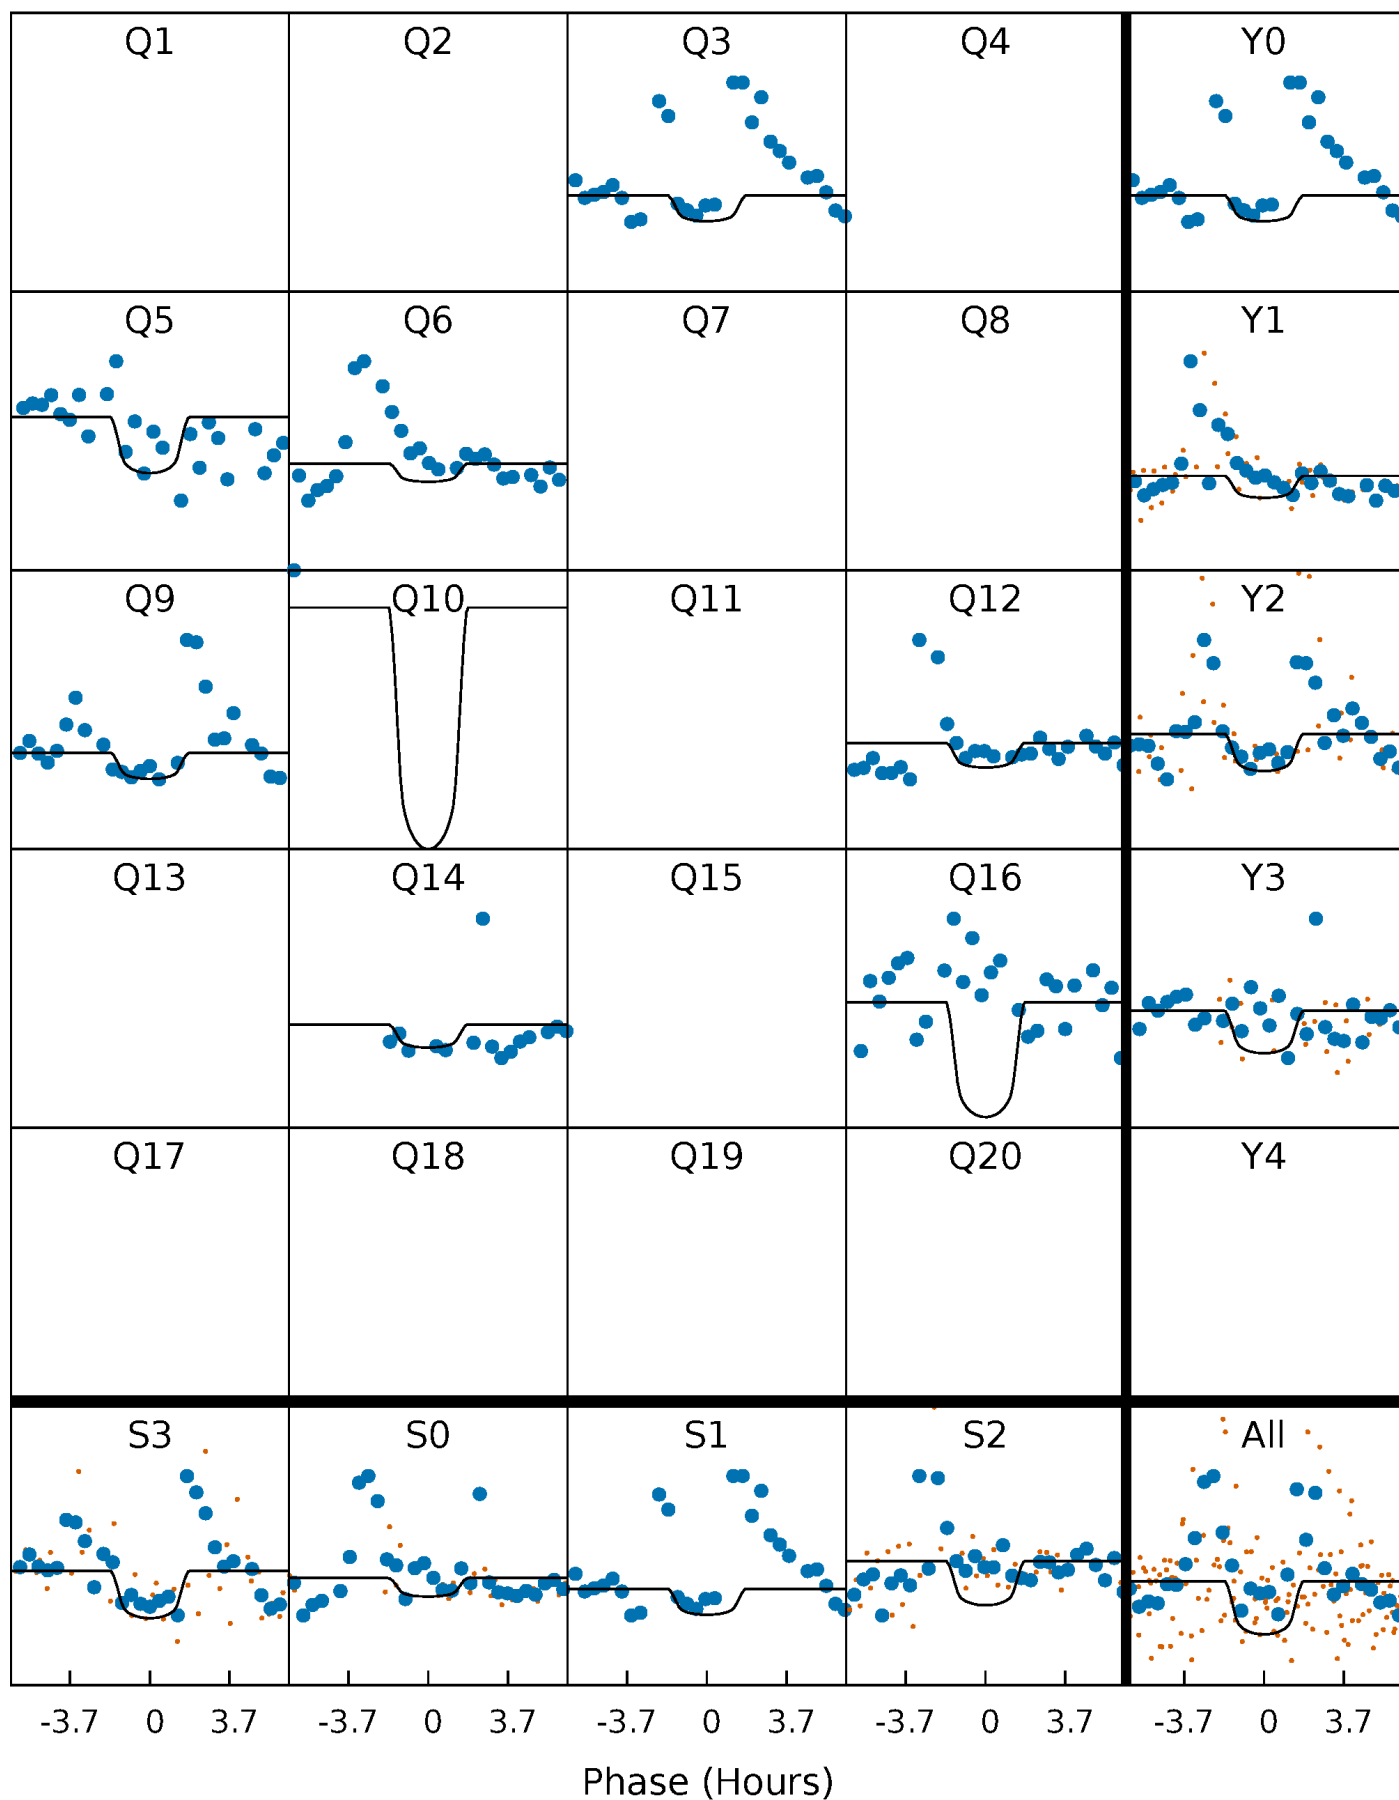 Q1 Q2 Q3 Q4 Y0
Q5 Q6 Q7 Q8 Y1
Q9 Q10 Q11 Q12 Y2
Q13 Q14 Q15 Q16 Y3
Q17 Q18 Q19 Q20 Y4
S3 S0 S1 S2 All
-3.7 0 3.7 -3.7 0 3.7 -3.7 0 3.7 -3.7 0 3.7 -3.7 0 3.7
Phase (Hours)